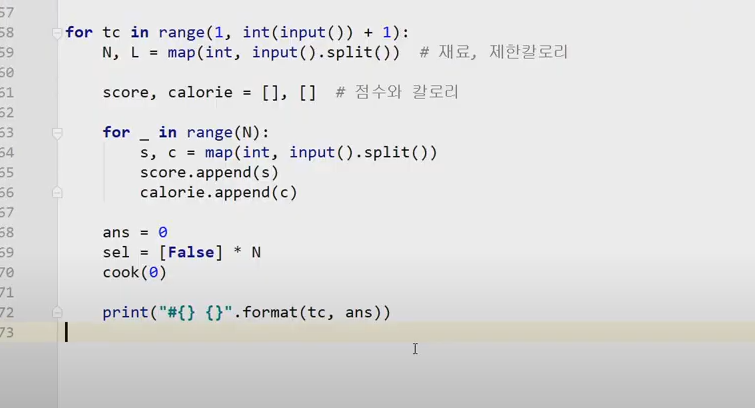 57
58 for tc in range(1, int(input()) + 1):
59     N, L = map(int, input().split())  # 재료, 제한칼로리
60
61     score, calorie = [], []  # 점수와 칼로리
62
63     for _ in range(N):
64         s, c = map(int, input().split())
65         score.append(s)
66         calorie.append(c)
67
68     ans = 0
69     sel = [False] * N
70     cook(0)
71
72     print("#{} {}".format(tc, ans))
73